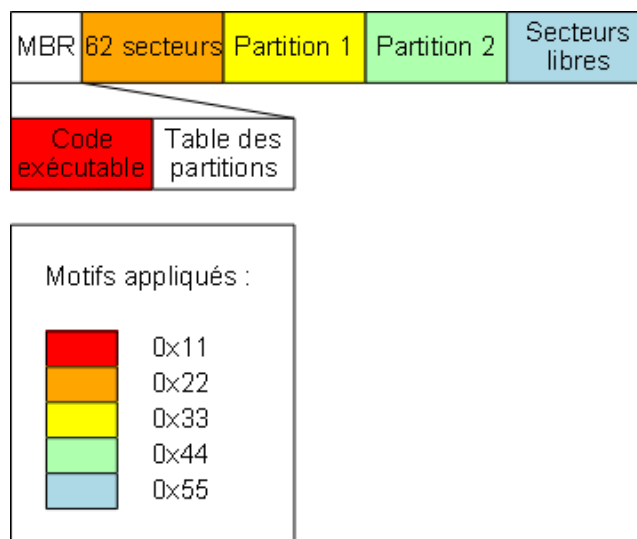 MBR 62 secteurs Partition 1 Partition 2 Secteurs
libres
Code
exécutable
Table des
partitions
Motifs appliqués :
0x11
0x22
0x33
0x44
0x55